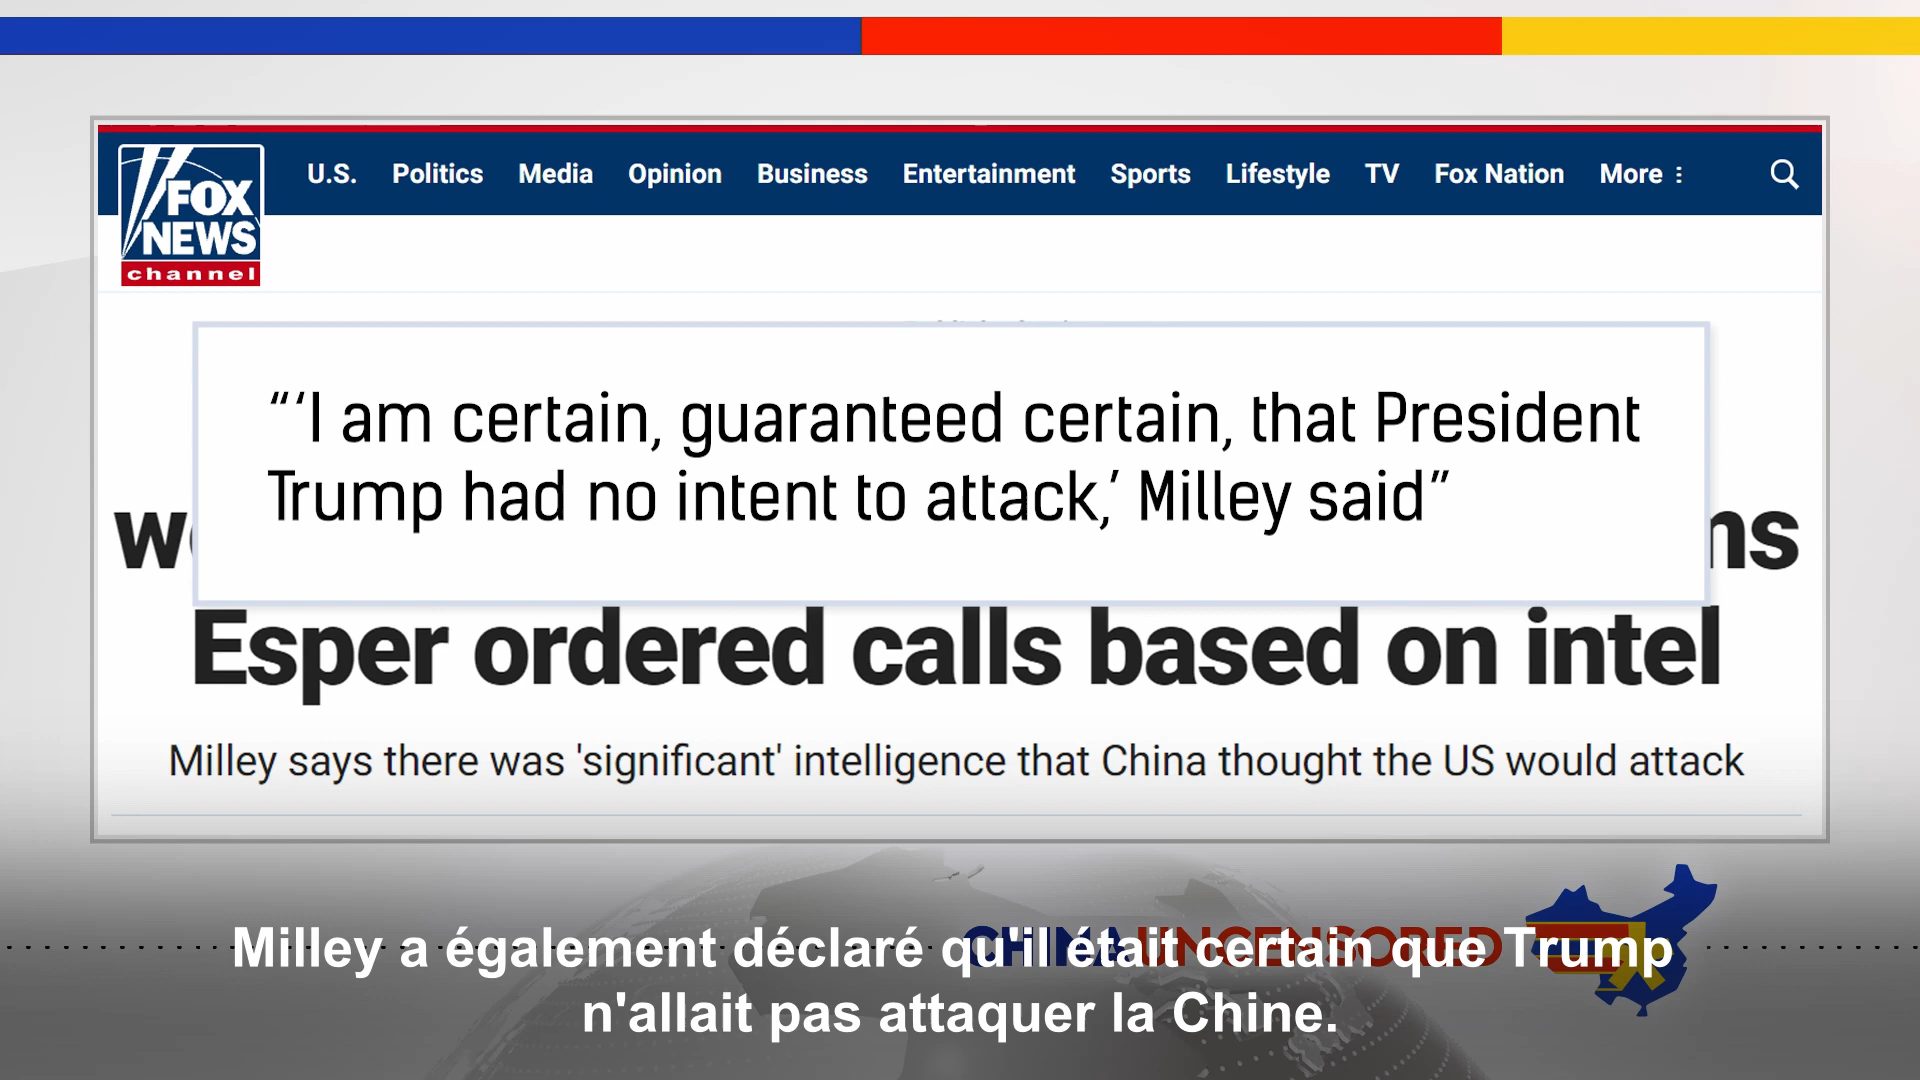 U.S. Politics Media Opinion Business Entertainment Sports Lifestyle TV Fox Nation More
FOX
NEWS
channel
“‘I am certain, guaranteed certain, that President
Trump had no intent to attack,’ Milley said”
Esper ordered calls based on intel
Milley says there was 'significant' intelligence that China thought the US would attack
CHINA UNCENSORED
Milley a également déclaré qu'il était certain que Trump
n'allait pas attaquer la Chine.